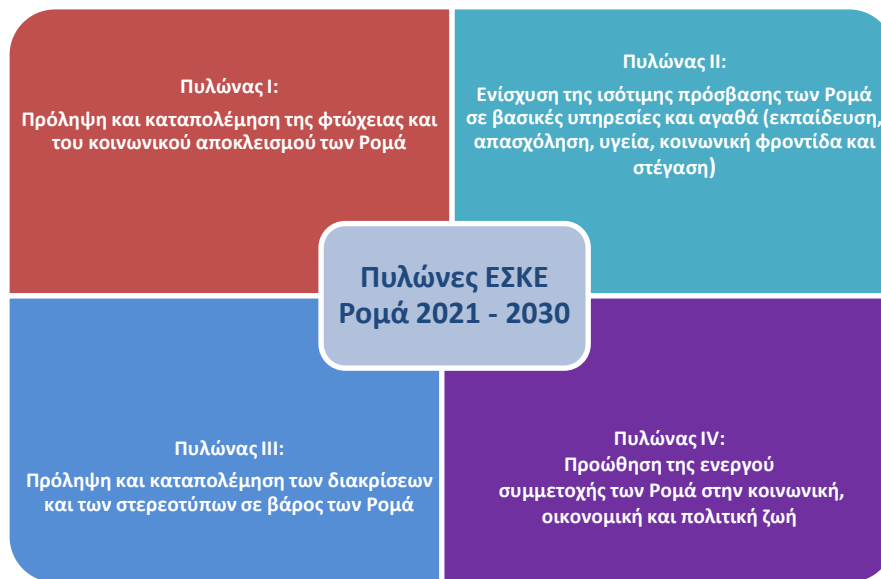 Πυλώνας I:
Πρόληψη και καταπολέμηση της φτώχειας και
του κοινωνικού αποκλεισμού των Ρομά
Πυλώνας II:
Ενίσχυση της ισότιμης πρόσβασης των Ρομά
σε βασικές υπηρεσίες και αγαθά (εκπαίδευση,
απασχόληση, υγεία, κοινωνική φροντίδα και
στέγαση)
Πυλώνες ΕΣΚΕ
Ρομά 2021 - 2030
Πυλώνας III:
Πρόληψη και καταπολέμηση των διακρίσεων
και των στερεοτύπων σε βάρος των Ρομά
Πυλώνας IV:
Προώθηση της ενεργού
συμμετοχής των Ρομά στην κοινωνική,
οικονομική και πολιτική ζωή